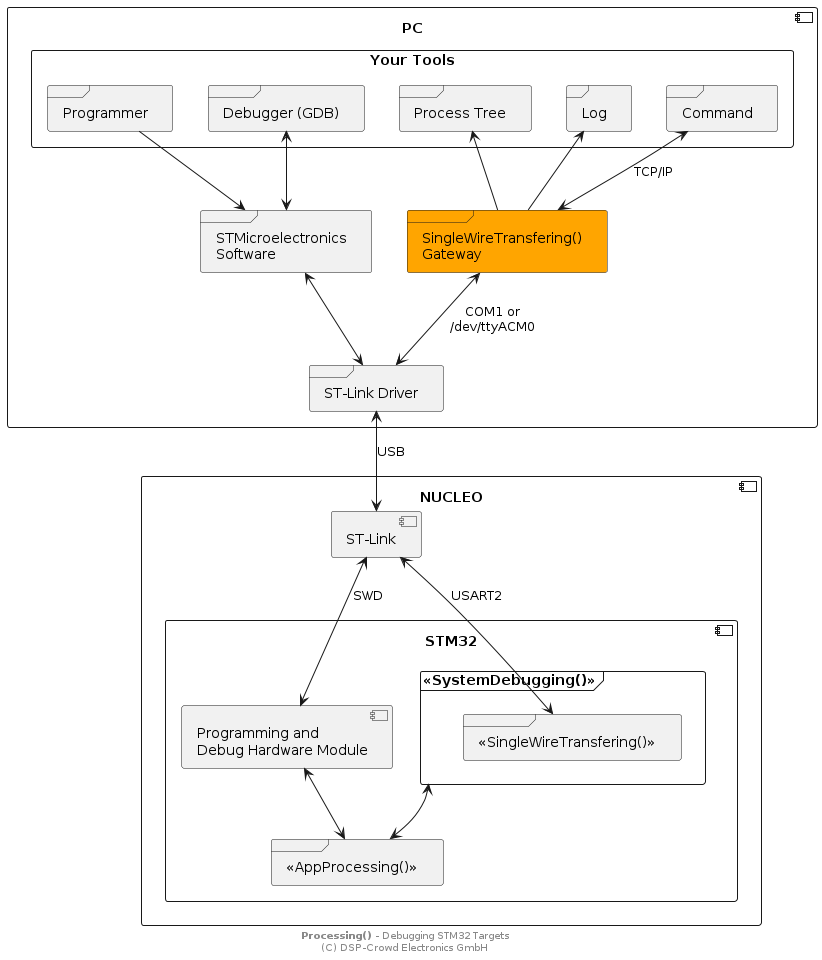 PC
Your Tools
Programmer
Debugger (GDB)
Process Tree
Log
Command
TCP/IP
STMicroelectronics
Software
SingleWireTransfering()
Gateway
COM1 or
/dev/ttyACM0
ST-Link Driver
USB
NUCLEO
ST-Link
SWD
USART2
STM32
«SystemDebugging()»
Programming and
Debug Hardware Module
«SingleWireTransfering()»
«AppProcessing()»
Processing() - Debugging STM32 Targets
(C) DSP-Crowd Electronics GmbH